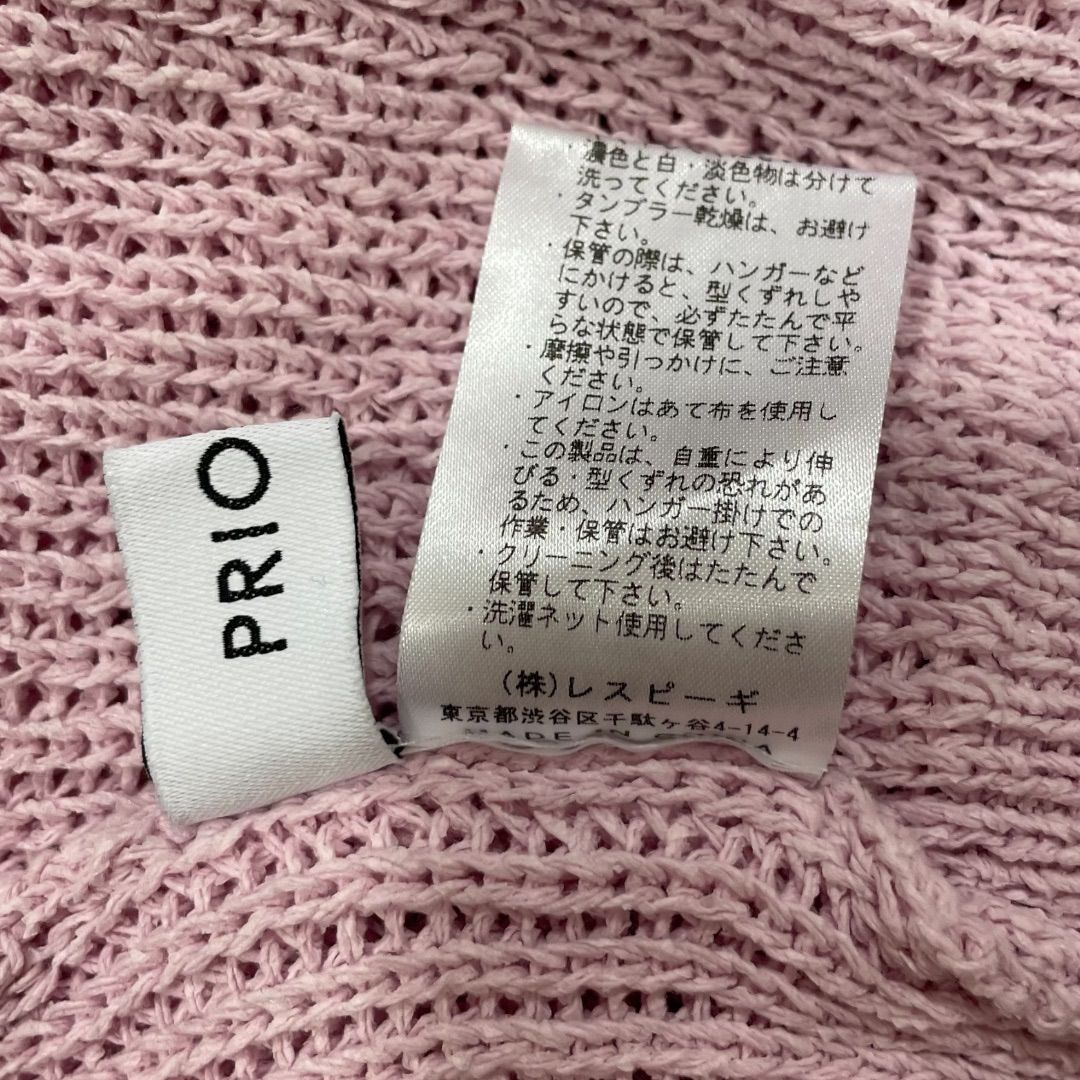 ・濃色と白・淡色物は分けて
洗ってください。
・タンブラー乾燥は、お避け
下さい。
・保管の際は、ハンガーなど
にかけると、型くずれしや
すいので、必ずたたんで平
らな状態で保管して下さい。
・摩擦や引っかけに、ご注意
ください。
・アイロンはあて布を使用し
てください。
・この製品は、自重により伸
びる・型くずれの恐れがあ
るため、ハンガー掛けでの
作業・保管はお避け下さい。
・クリーニング後はたたんで
保管して下さい。
・洗濯ネット使用してくださ
い。
(株)レスピーギ
東京都渋谷区千駄ヶ谷4-14-4
MADE IN
PRIO